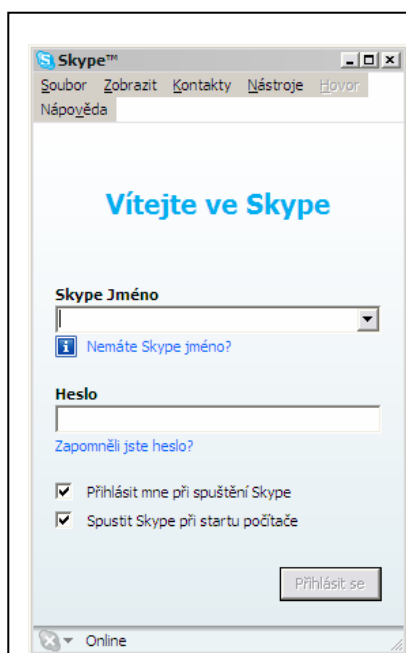 Skype™
Soubor Zobrazit Kontakty Nástroje Hovor
Nápověda
Vítejte ve Skype
Skype Jméno
Nemáte Skype jméno?
Heslo
Zapomněli jste heslo?
Přihlásit mne při spuštění Skype
Spustit Skype při startu počítače
Přihlásit se
Online